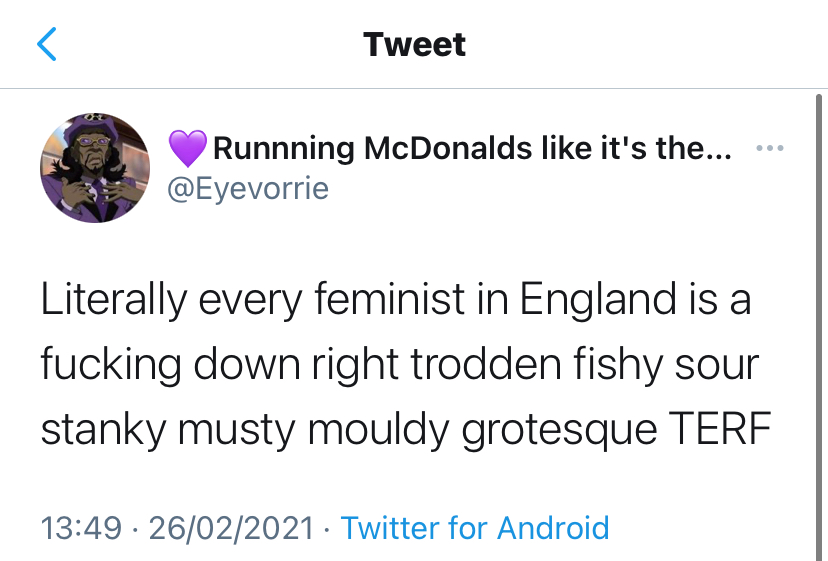 Tweet
💜Runnning McDonalds like it's the...
@Eyevorrie
Literally every feminist in England is a
fucking down right trodden fishy sour
stanky musty mouldy grotesque TERF
13:49 · 26/02/2021 · Twitter for Android